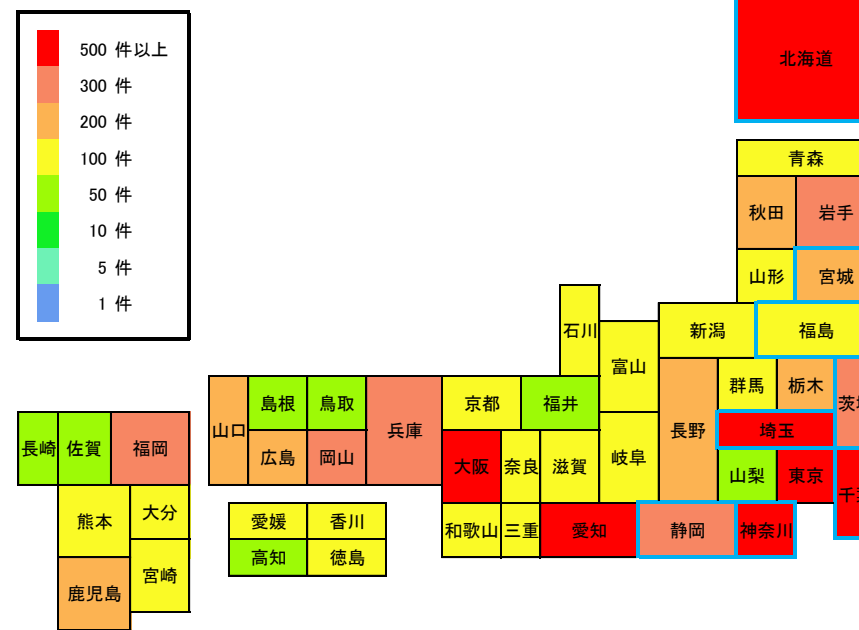 500 件以上
300 件
200 件
100 件
50 件
10 件
5 件
1 件
北海道
青森
秋田 岩手
山形 宮城
石川 新潟 福島
富山
群馬 栃木
島根 鳥取 京都 福井
山口 兵庫 長野 埼玉
長崎 佐賀 福岡
広島 岡山 大阪 奈良 滋賀 岐阜 山梨 東京 千
熊本 大分
愛媛 香川 和歌山 三重 愛知 静岡 神奈川
高知 徳島
宮崎
鹿児島